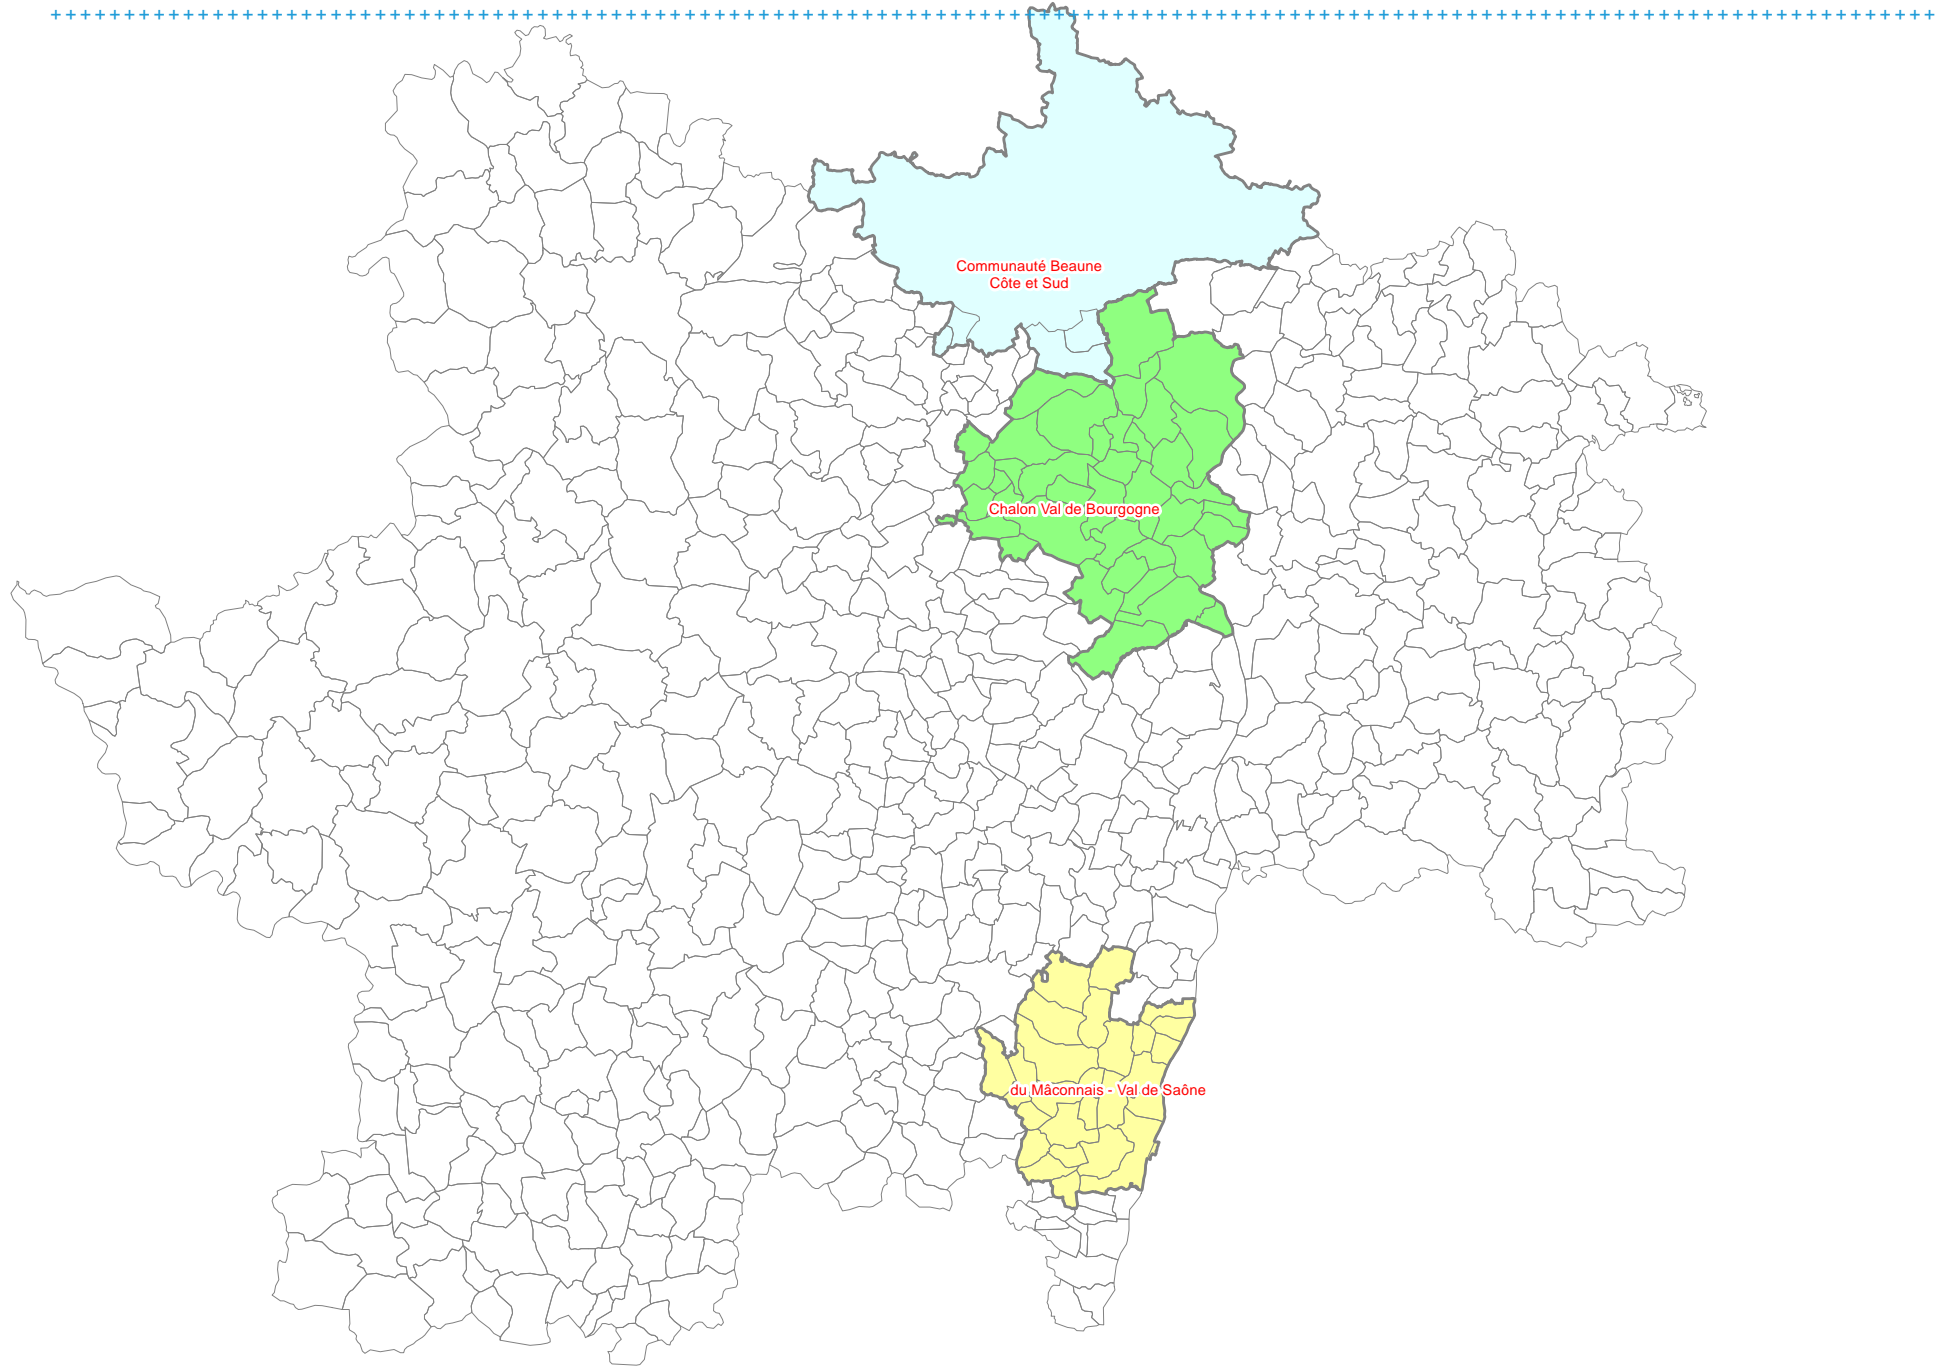 Communauté Beaune
Côte et Sud
Chalon Val de Bourgogne
du Mâconnais - Val de Saône